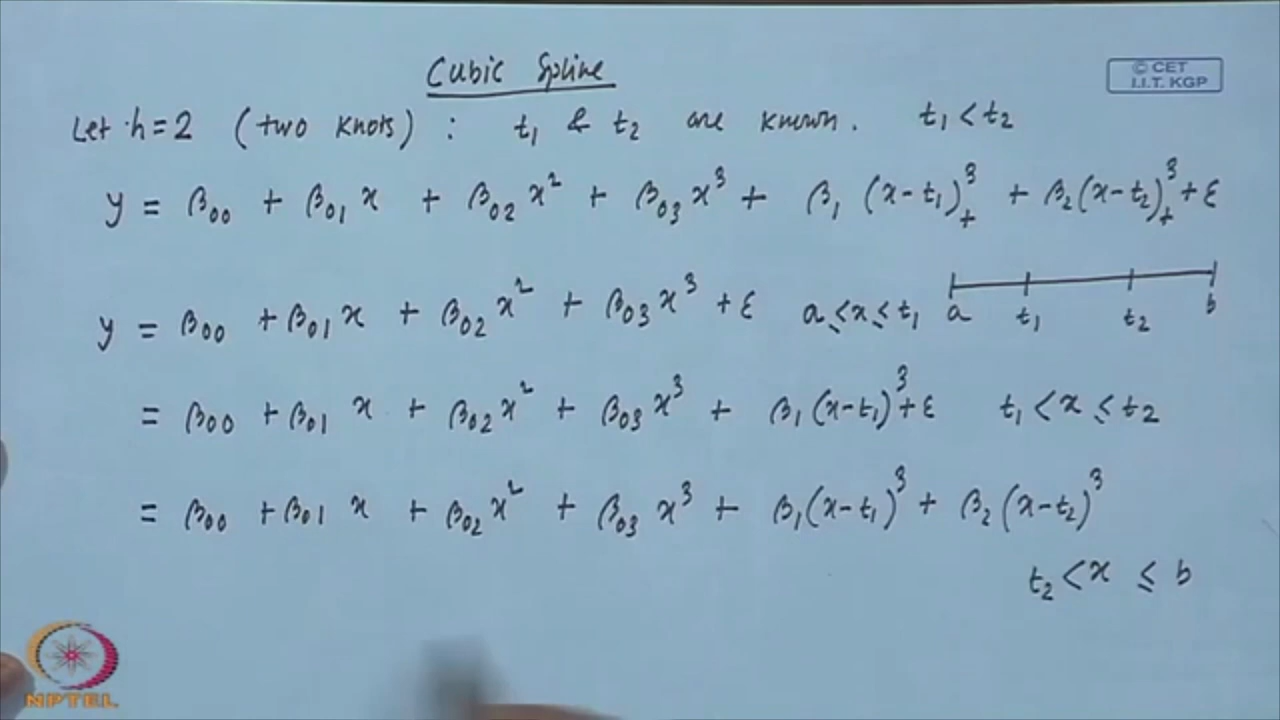 Cubic Spline
© CET
I.I.T. KGP
Let h=2 (two knots) : t₁ & t₂ are known. t₁ < t₂
y = β₀₀ + β₀₁ x + β₀₂ x² + β₀₃ x³ + β₁ (x-t₁)³₊ + β₂ (x-t₂)³₊ + ε
y = β₀₀ + β₀₁ x + β₀₂ x² + β₀₃ x³ + ε a ≤ x ≤ t₁
a t₁ t₂ b
= β₀₀ + β₀₁ x + β₀₂ x² + β₀₃ x³ + β₁ (x-t₁)³ + ε t₁ < x ≤ t₂
= β₀₀ + β₀₁ x + β₀₂ x² + β₀₃ x³ + β₁ (x-t₁)³ + β₂ (x-t₂)³
t₂ < x ≤ b
NPTEL